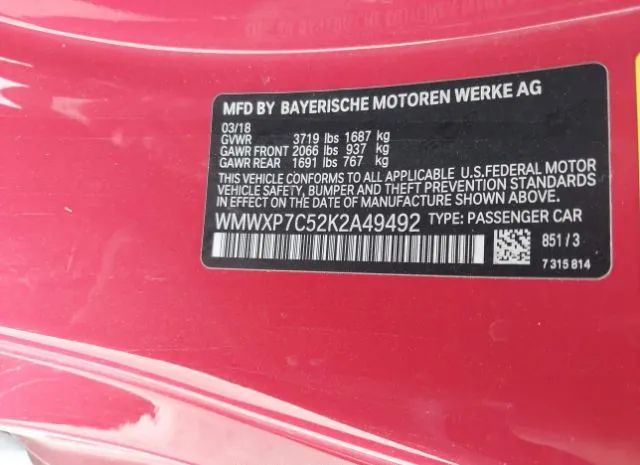 MFD BY BAYERISCHE MOTOREN WERKE AG
03/18
GVWR 3719 lbs 1687 kg
GAWR FRONT 2066 lbs 937 kg
GAWR REAR 1691 lbs 767 kg
THIS VEHICLE CONFORMS TO ALL APPLICABLE U.S.FEDERAL MOTOR
VEHICLE SAFETY, BUMPER AND THEFT PREVENTION STANDARDS
IN EFFECT ON THE DATE OF MANUFACTURE SHOWN ABOVE.
WMWXP7C52K2A49492 TYPE: PASSENGER CAR
851/3
7 315 814